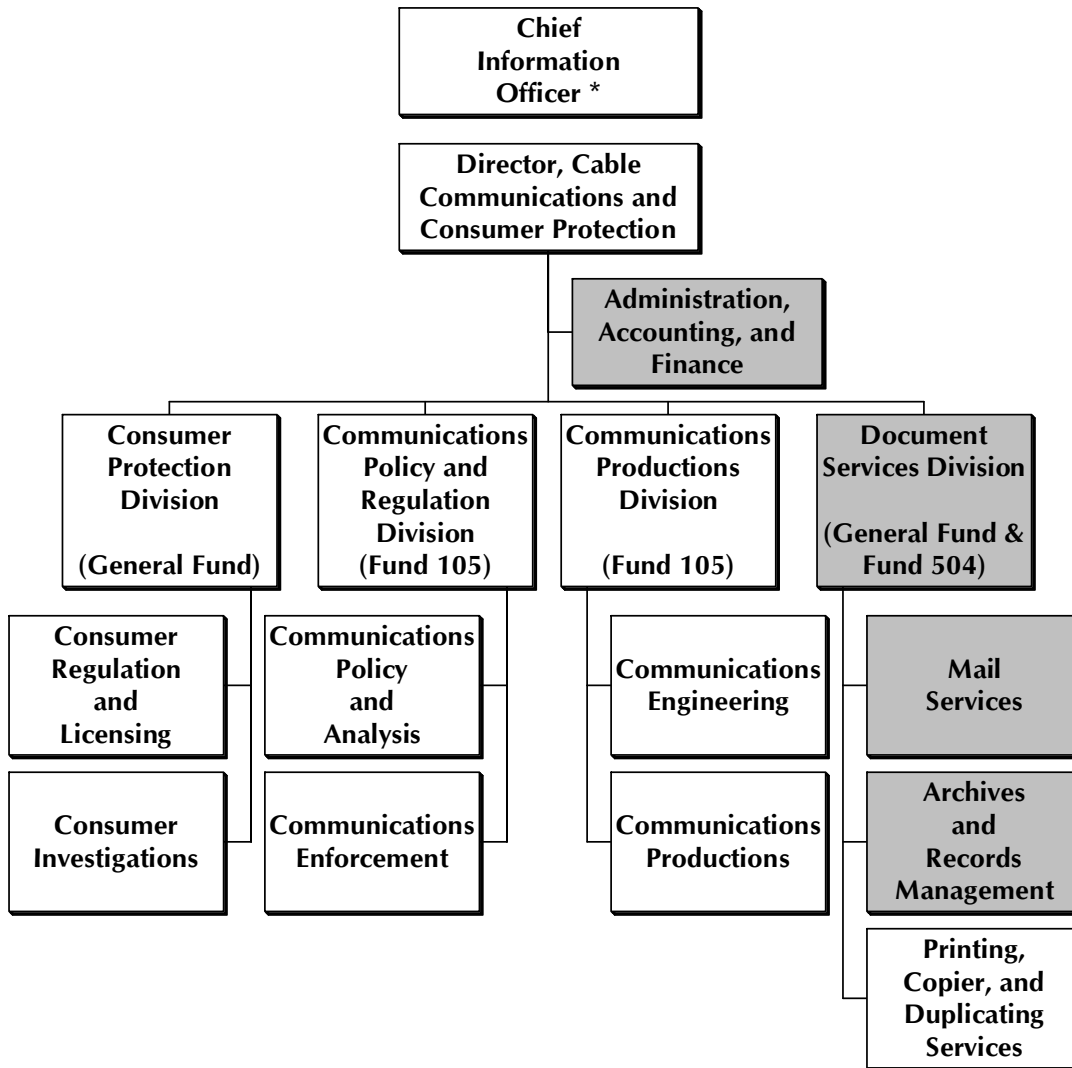 Chief
Information
Officer *
Director, Cable
Communications and
Consumer Protection
Administration,
Accounting, and
Finance
Consumer
Protection
Division
(General Fund)
Communications
Policy and
Regulation
Division
(Fund 105)
Communications
Productions
Division
(Fund 105)
Document
Services Division
(General Fund &
Fund 504)
Consumer
Regulation
and
Licensing
Communications
Policy
and
Analysis
Communications
Engineering
Mail
Services
Consumer
Investigations
Communications
Enforcement
Communications
Productions
Archives
and
Records
Management
Printing,
Copier, and
Duplicating
Services